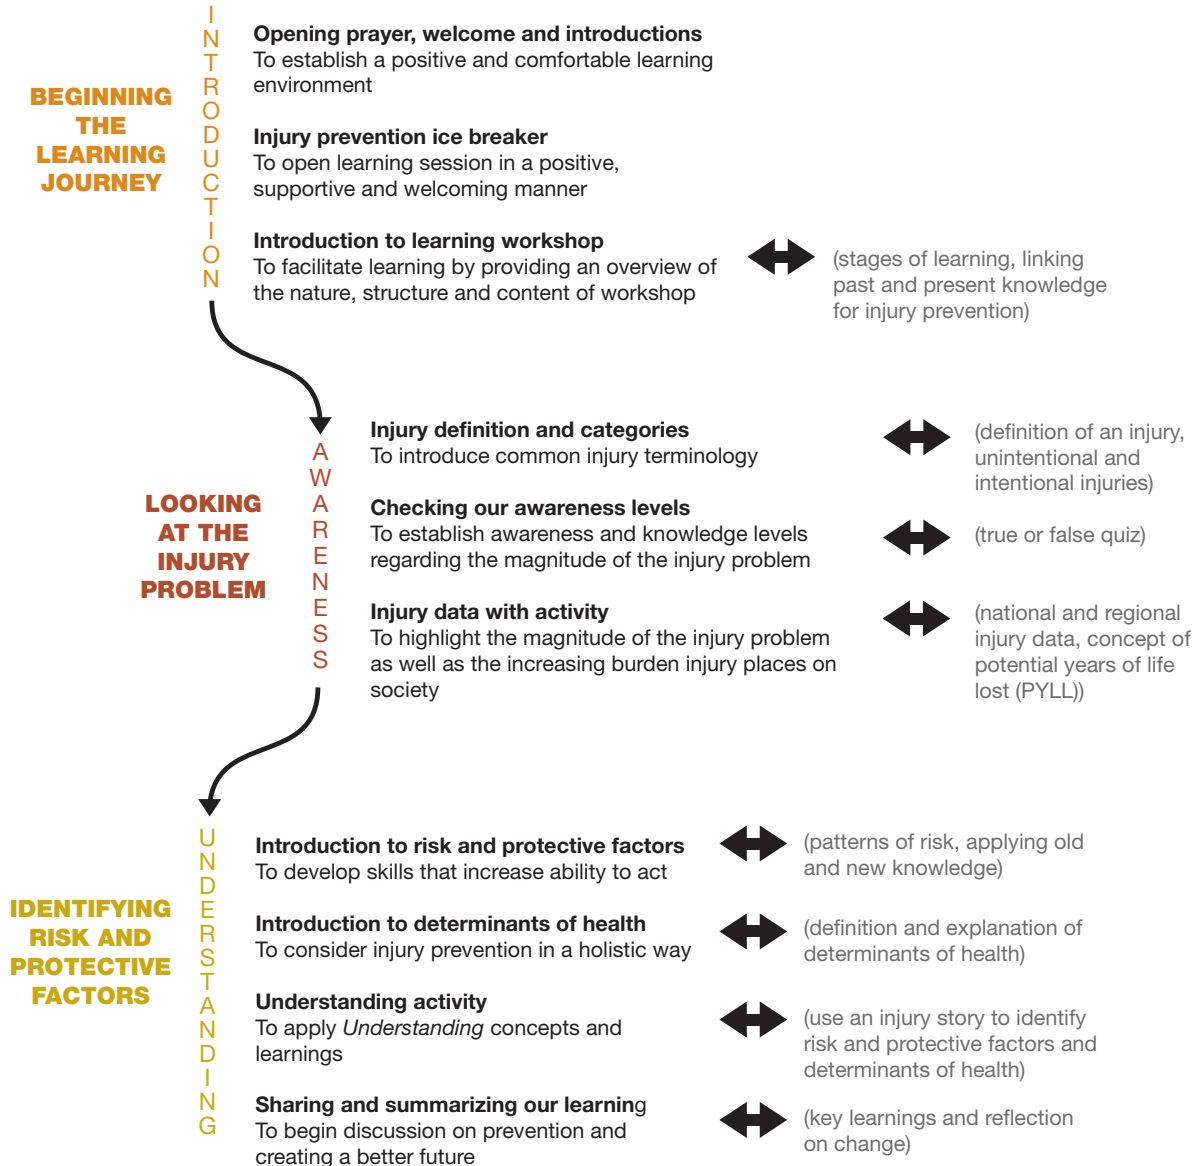 INTRODUCTION
BEGINNING
THE
LEARNING
JOURNEY
Opening prayer, welcome and introductions
To establish a positive and comfortable learning
environment
Injury prevention ice breaker
To open learning session in a positive,
supportive and welcoming manner
Introduction to learning workshop
To facilitate learning by providing an overview of
the nature, structure and content of workshop
(stages of learning, linking
past and present knowledge
for injury prevention)
AWARENESS
LOOKING
AT THE
INJURY
PROBLEM
Injury definition and categories
To introduce common injury terminology
(definition of an injury,
unintentional and
intentional injuries)
Checking our awareness levels
To establish awareness and knowledge levels
regarding the magnitude of the injury problem
(true or false quiz)
Injury data with activity
To highlight the magnitude of the injury problem
as well as the increasing burden injury places on
society
(national and regional
injury data, concept of
potential years of life
lost (PYLL))
UNDERSTANDING
IDENTIFYING
RISK AND
PROTECTIVE
FACTORS
Introduction to risk and protective factors
To develop skills that increase ability to act
(patterns of risk, applying old
and new knowledge)
Introduction to determinants of health
To consider injury prevention in a holistic way
(definition and explanation of
determinants of health)
Understanding activity
To apply Understanding concepts and
learnings
(use an injury story to identify
risk and protective factors and
determinants of health)
Sharing and summarizing our learning
To begin discussion on prevention and
creating a better future
(key learnings and reflection
on change)